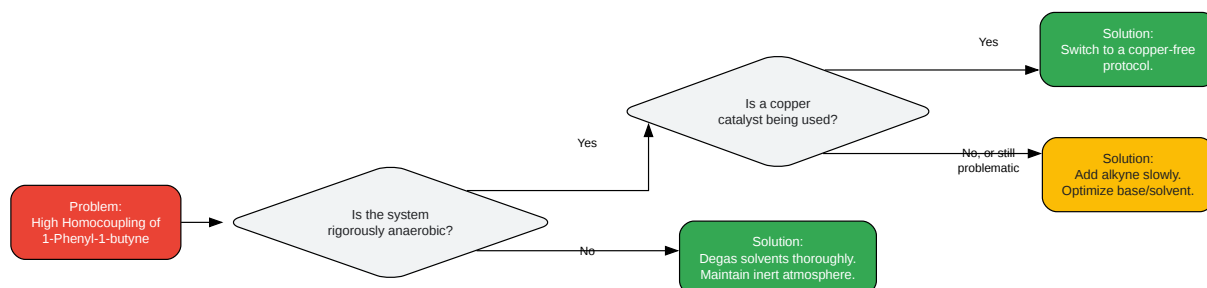 Problem:
High Homocoupling of
1-Phenyl-1-butyne
Is the system
rigorously anaerobic?
Yes
No
Is a copper
catalyst being used?
Yes
No, or still
problematic
Solution:
Switch to a copper-free
protocol.
Solution:
Add alkyne slowly.
Optimize base/solvent.
Solution:
Degas solvents thoroughly.
Maintain inert atmosphere.